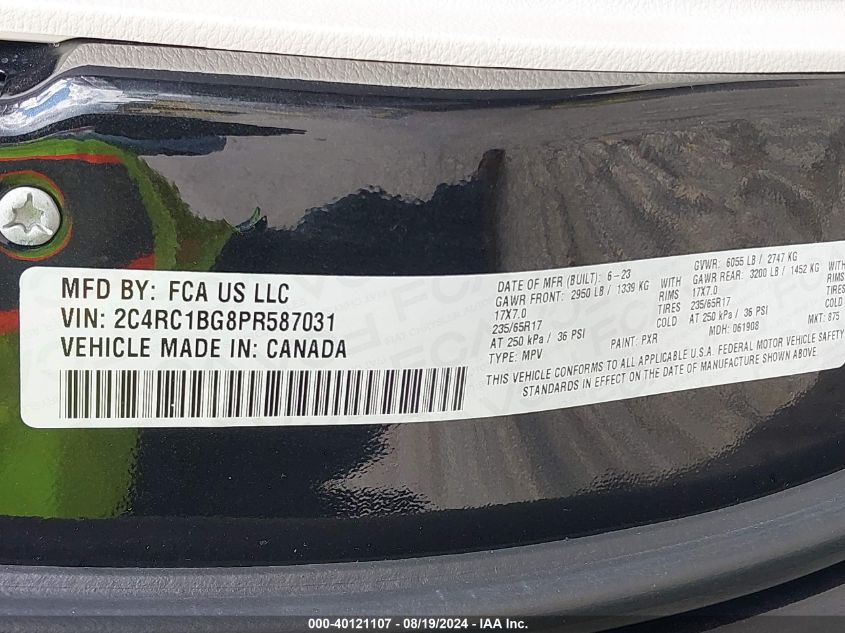 MFD BY: FCA US LLC
VIN: 2C4RC1BG8PR587031
VEHICLE MADE IN: CANADA
DATE OF MFR (BUILT): 6-23
GAWR FRONT: 2950 LB / 1339 KG WITH
17X7.0 RIMS
235/65R17 TIRES
AT 250 kPa / 36 PSI COLD
TYPE: MPV PAINT: PXR
GVWR: 6055 LB / 2747 KG
GAWR REAR: 3200 LB / 1452 KG WITH
17X7.0 RIMS
235/65R17 TIRES
AT 250 kPa / 36 PSI COLD
MDH: 061908 MKT: 875
THIS VEHICLE CONFORMS TO ALL APPLICABLE U.S.A. FEDERAL MOTOR VEHICLE SAFETY
STANDARDS IN EFFECT ON THE DATE OF MANUFACTURE SHOWN ABOVE.
000-40121107 - 08/19/2024 - IAA Inc.